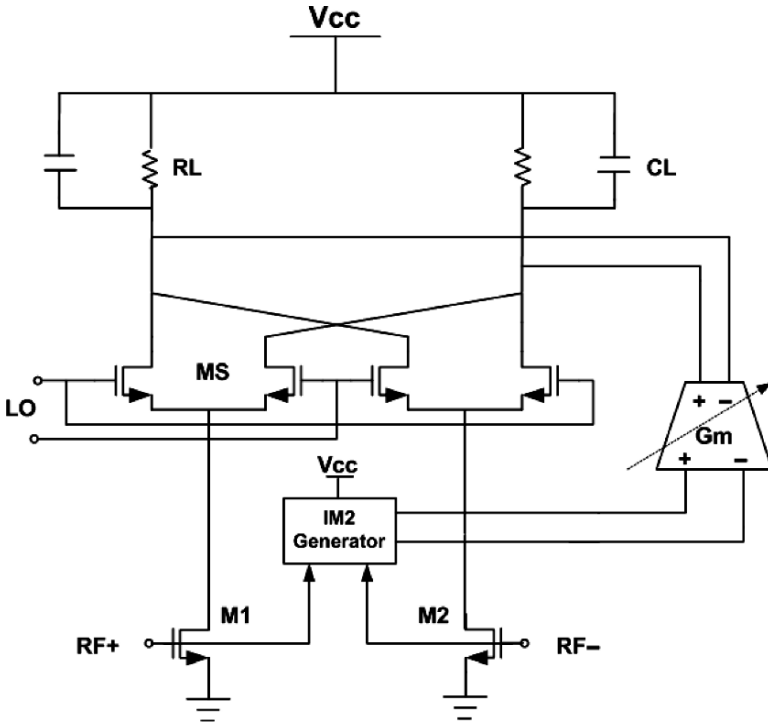 Vcc
RL
CL
MS
LO
+ −
Gm
+ −
Vcc
IM2
Generator
M1
M2
RF+
RF−